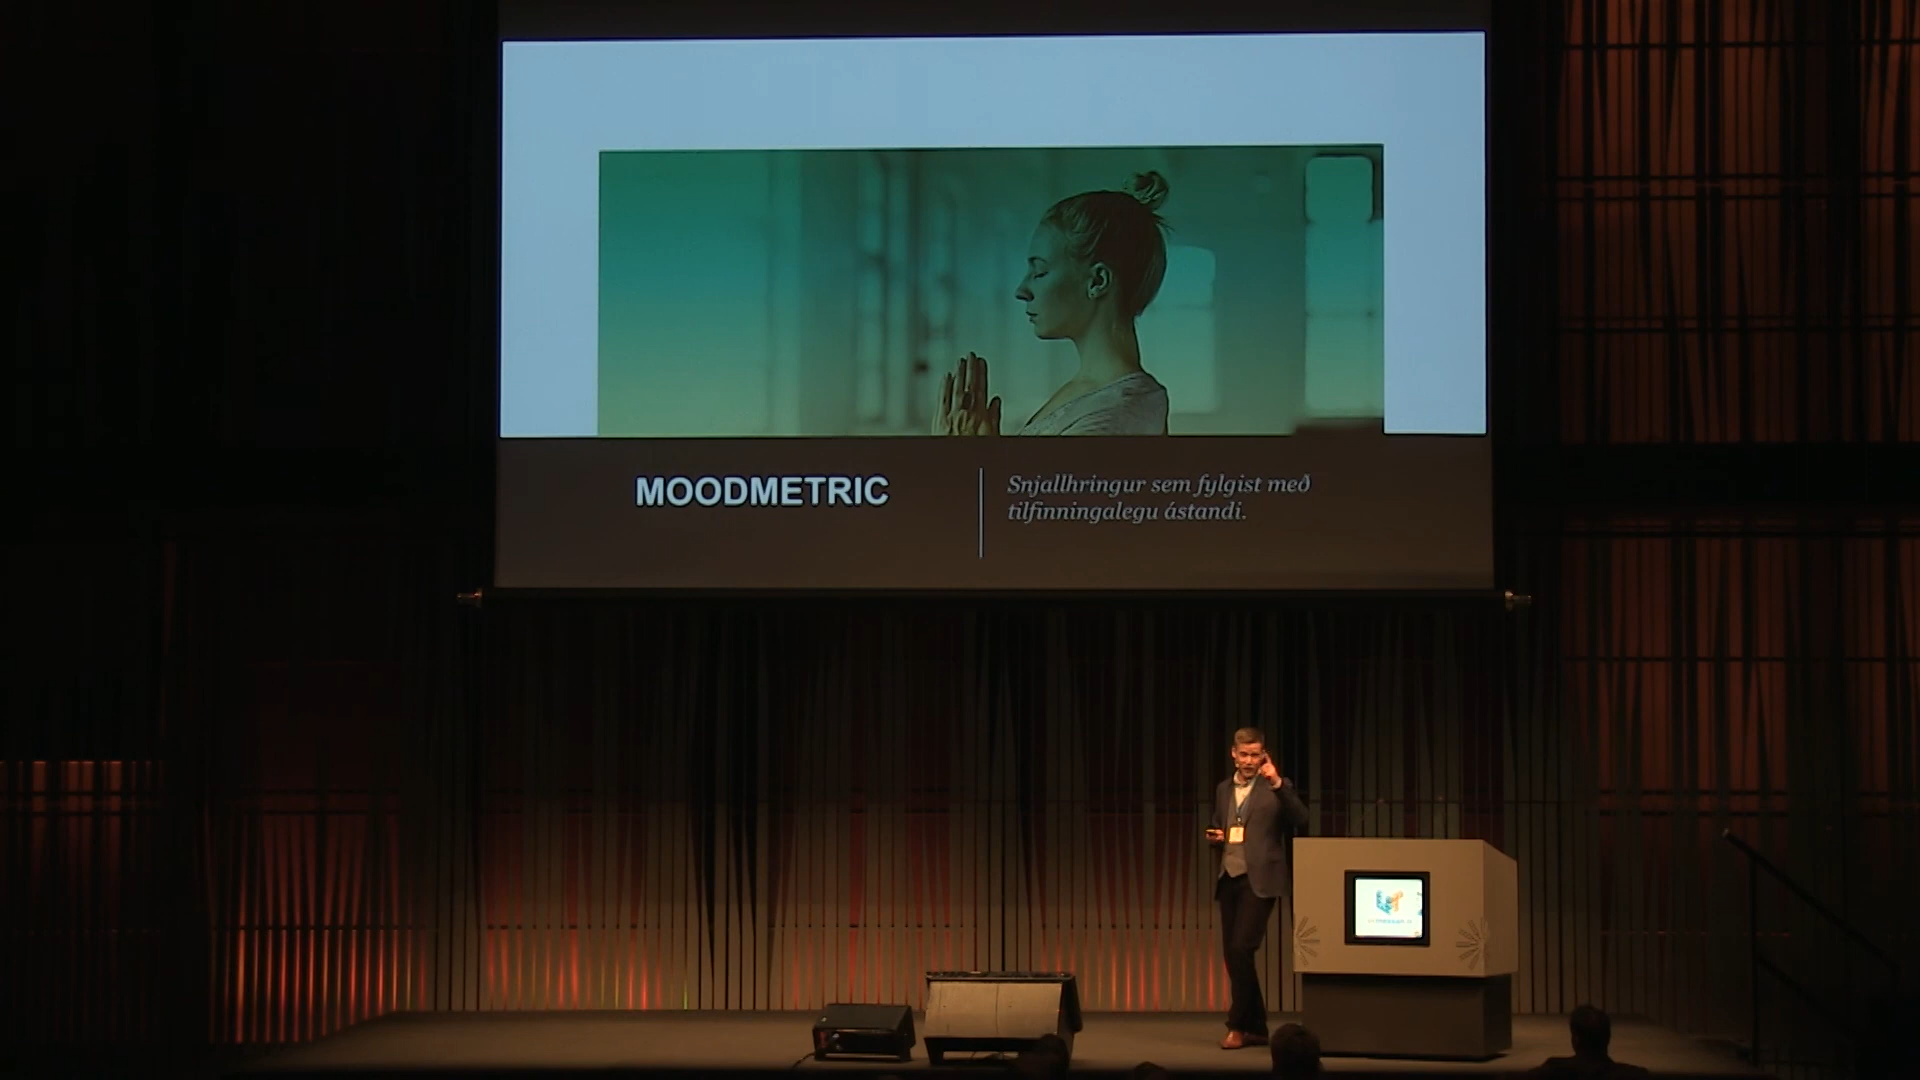 MOODMETRIC
Snjallhringur sem fylgist með
tilfinningalegu ástandi.